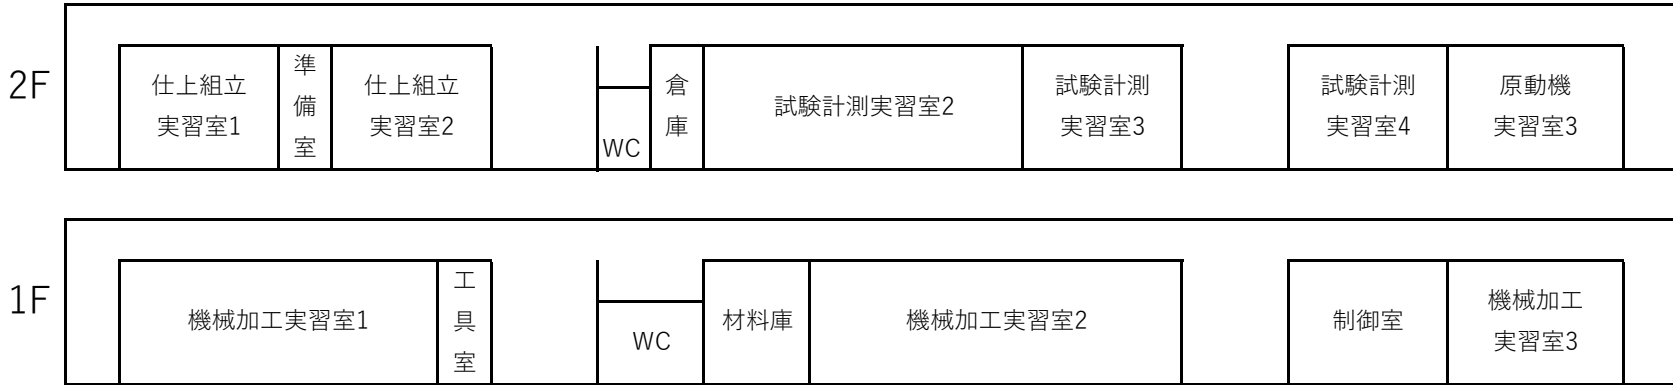 2F
仕上組立
実習室1
準備室
仕上組立
実習室2
WC
倉庫
試験計測実習室2
試験計測
実習室3
試験計測
実習室4
原動機
実習室3
1F
機械加工実習室1
工具室
WC
材料庫
機械加工実習室2
制御室
機械加工
実習室3